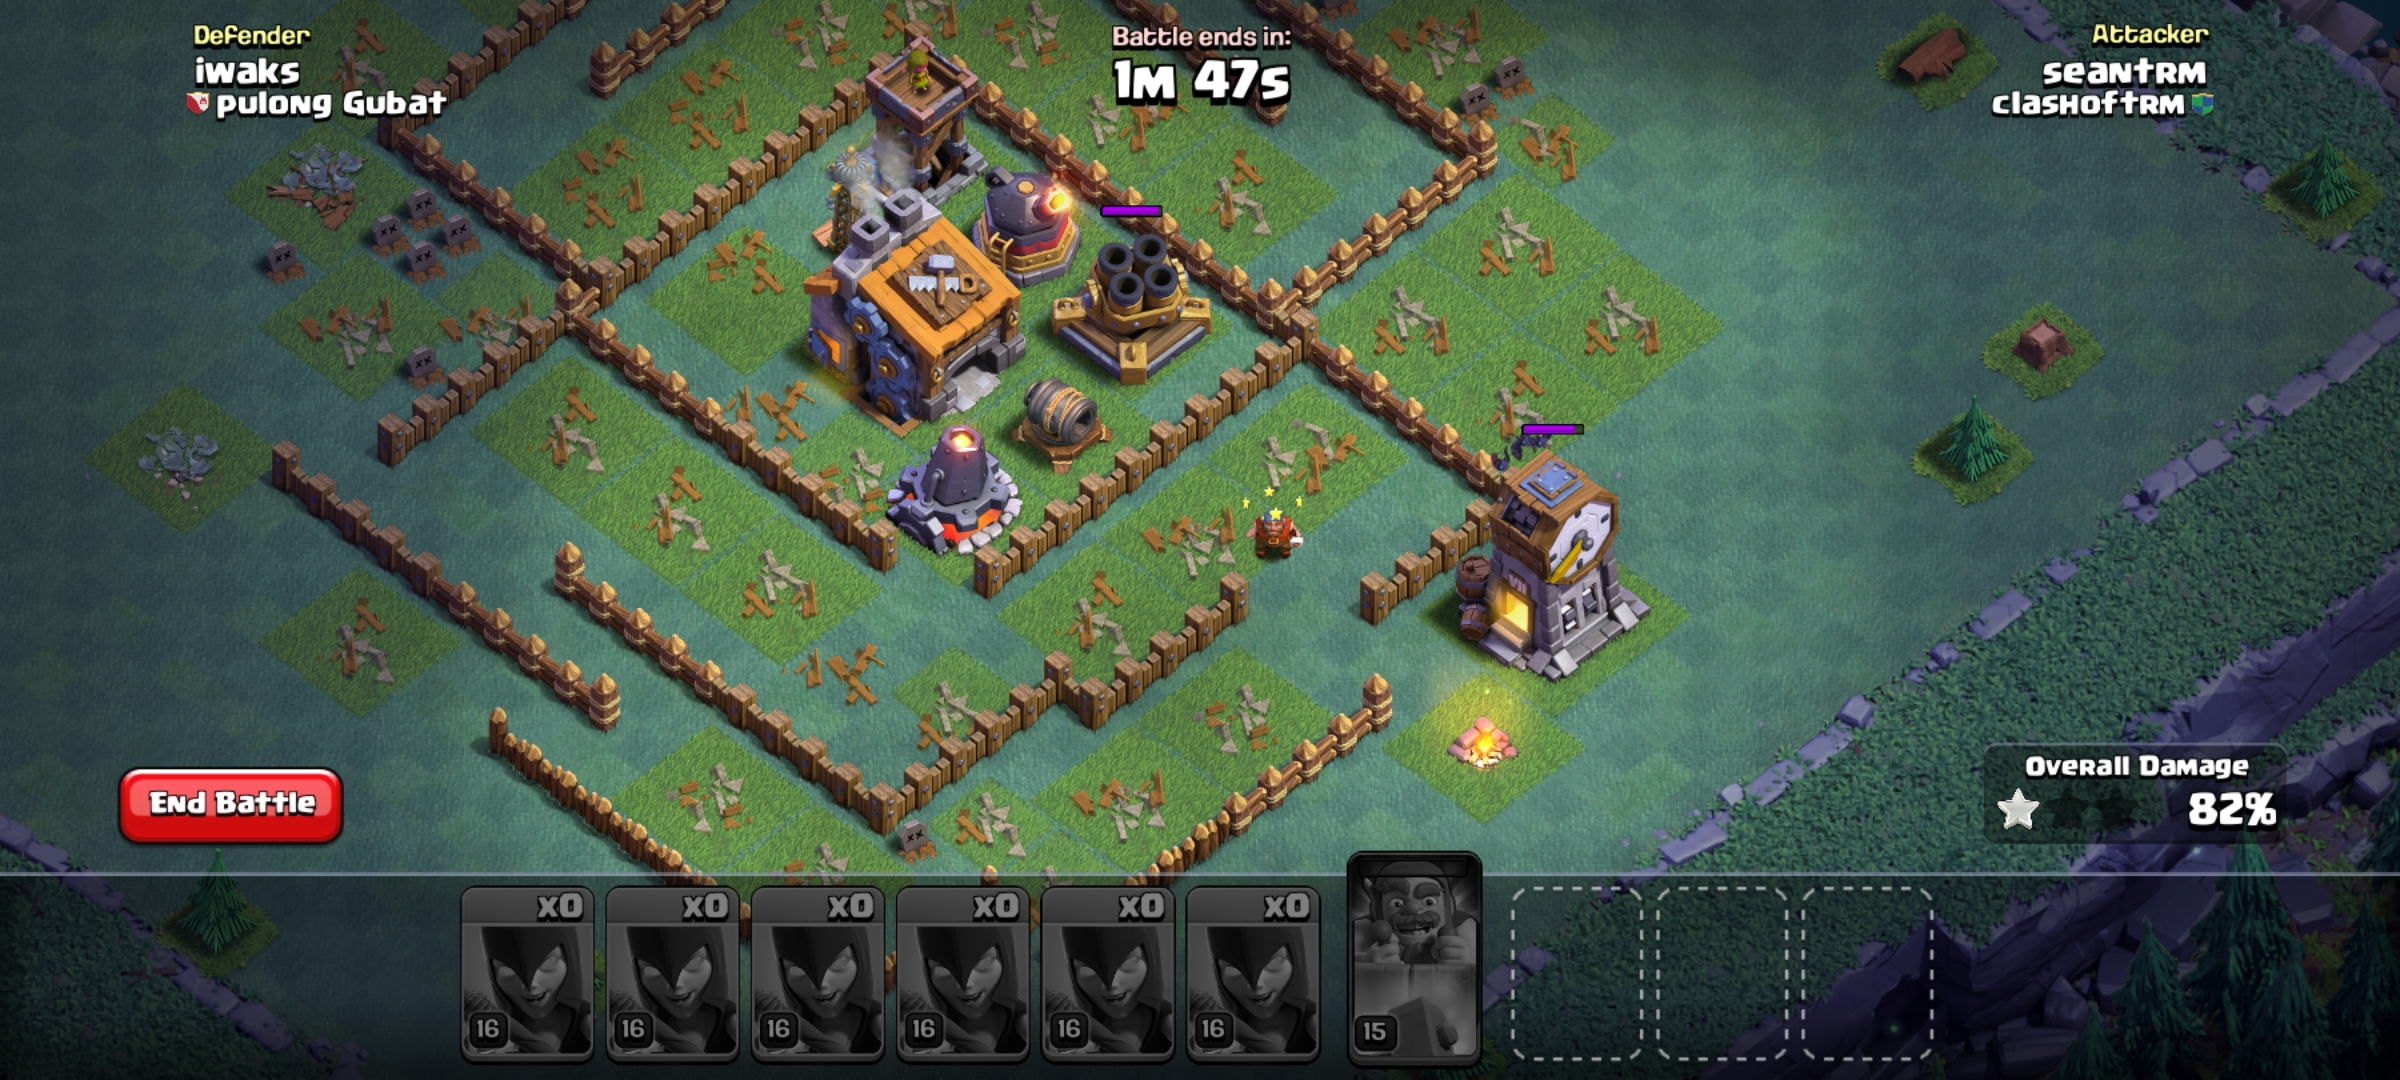 Defender
iwaks
pulong Gubat
Battle ends in:
1M 47s
Attacker
seantRM
clashoftRM
End Battle
Overall Damage
82%
x0
x0
x0
x0
x0
x0
16
16
16
16
16
16
15